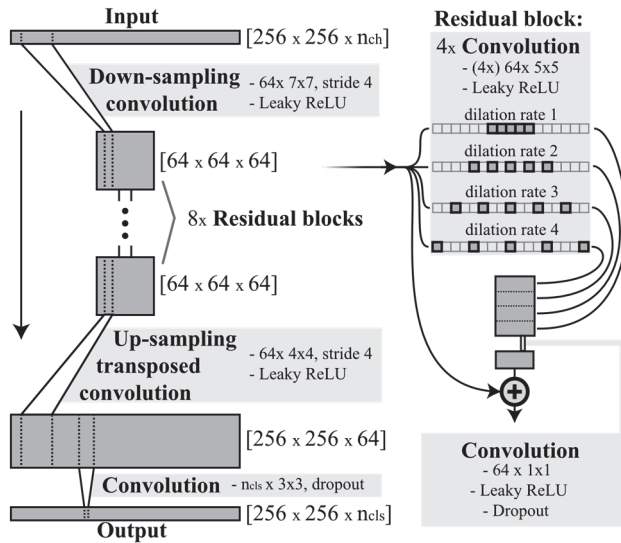 Input
[256 x 256 x nch]
Down-sampling - 64x 7x7, stride 4
convolution - Leaky ReLU
[64 x 64 x 64]
8x Residual blocks
[64 x 64 x 64]
Up-sampling - 64x 4x4, stride 4
transposed - Leaky ReLU
convolution
[256 x 256 x 64]
Convolution - ncls x 3x3, dropout
[256 x 256 x ncls]
Output
Residual block:
4x Convolution
- (4x) 64x 5x5
- Leaky ReLU
dilation rate 1
dilation rate 2
dilation rate 3
dilation rate 4
+
Convolution
- 64 x 1x1
- Leaky ReLU
- Dropout